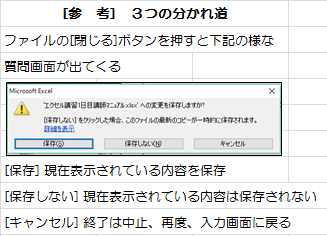 [参　考]　３つの分かれ道
ファイルの[閉じる]ボタンを押すと下記の様な
質問画面が出てくる
Microsoft Excel
'エクセル講習1日目講師マニュアル.xlsx' への変更を保存しますか?
[保存しない] をクリックした場合、このファイルの最新のコピーが一時的に保存されます。
詳細を表示
保存(S)　保存しない(N)　キャンセル
[保存] 現在表示されている内容を保存
[保存しない] 現在表示されている内容は保存されない
[キャンセル] 終了は中止、再度、入力画面に戻る